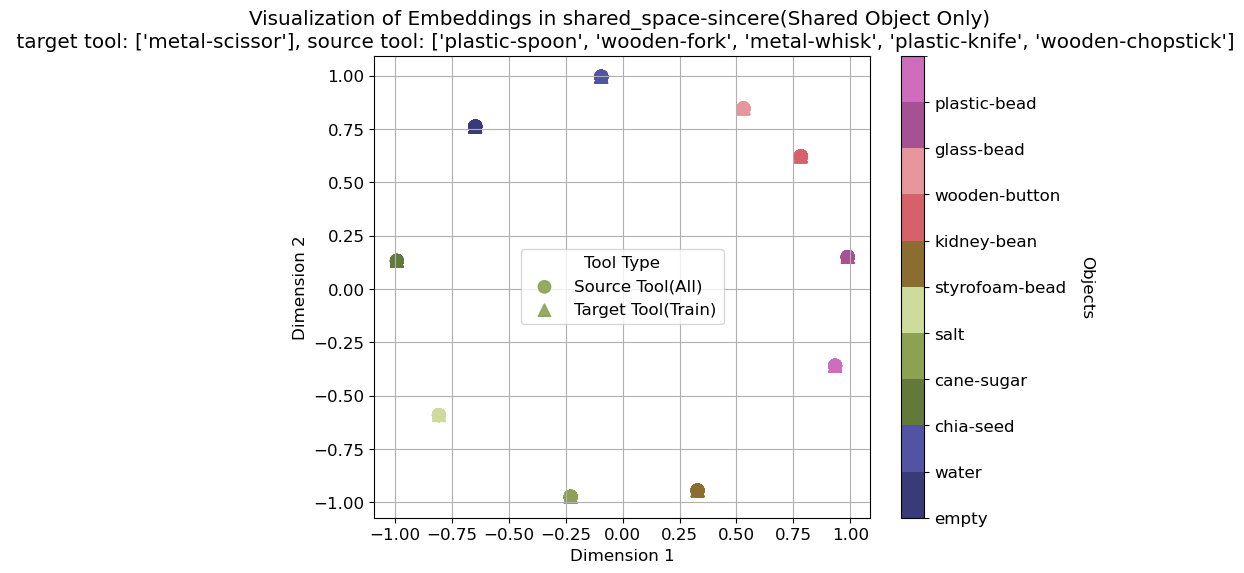 Visualization of Embeddings in shared_space-sincere(Shared Object Only)
target tool: ['metal-scissor'], source tool: ['plastic-spoon', 'wooden-fork', 'metal-whisk', 'plastic-knife', 'wooden-chopstick']
1.00
0.75
0.50
0.25
0.00
−0.25
−0.50
−0.75
−1.00
Dimension 2
Tool Type
Source Tool(All)
Target Tool(Train)
−1.00
−0.75
−0.50
−0.25
0.00
0.25
0.50
0.75
1.00
Dimension 1
plastic-bead
glass-bead
wooden-button
kidney-bean
styrofoam-bead
salt
cane-sugar
chia-seed
water
empty
Objects